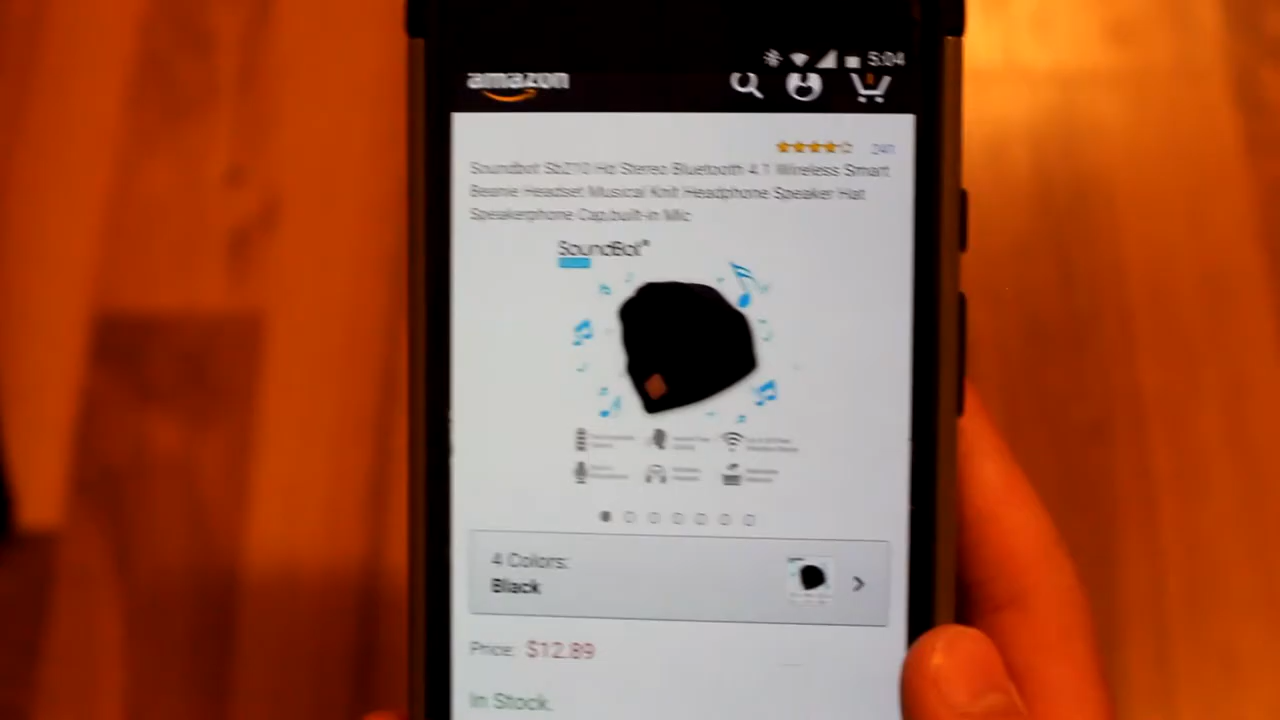 5:04
amazon
241
Soundbot Sb210 Hd Stereo Bluetooth 4.1 Wireless Smart
Beanie Headset Musical Knit Headphone Speaker Hat
Speakerphone Cap,built-in Mic
SoundBot
4 Colors:
Black
Price: $12.89
In Stock.